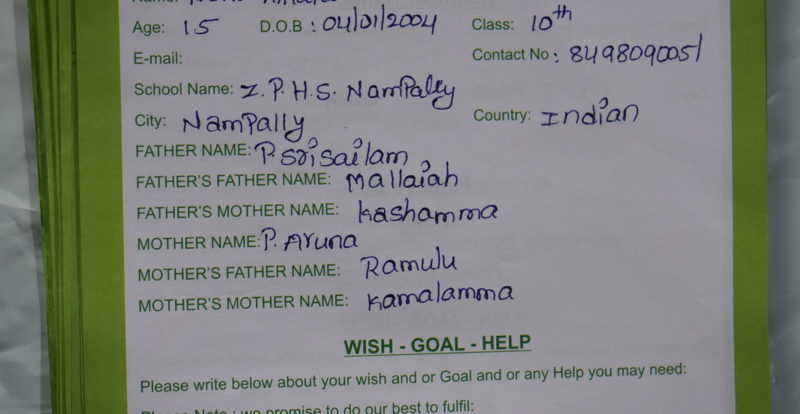 Age: 15 D.O.B : 04/01/2004 Class: 10th
E-mail: Contact No : 8498090051
School Name: Z.P.H.S. NamPally
City: NamPally Country: Indian
FATHER NAME: P. Srisailam
FATHER'S FATHER NAME: Mallaiah
FATHER'S MOTHER NAME: Kashamma
MOTHER NAME: P. Aruna
MOTHER'S FATHER NAME: Ramulu
MOTHER'S MOTHER NAME: Kamalamma
WISH - GOAL - HELP
Please write below about your wish and or Goal and or any Help you may need:
Please Note : we promise to do our best to fulfil: